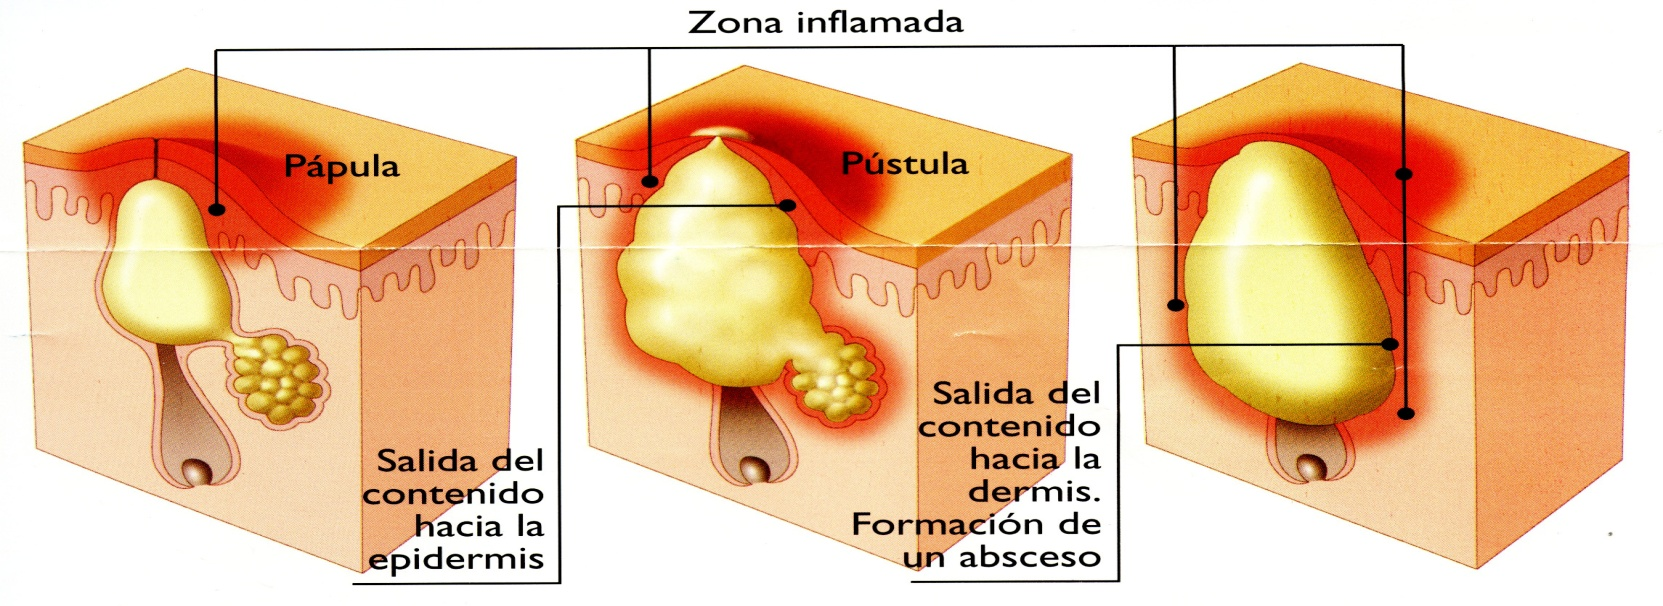 Zona inflamada
Pápula
Pústula
Salida del
contenido
hacia la
epidermis
Salida del
contenido
hacia la
dermis.
Formación de
un absceso